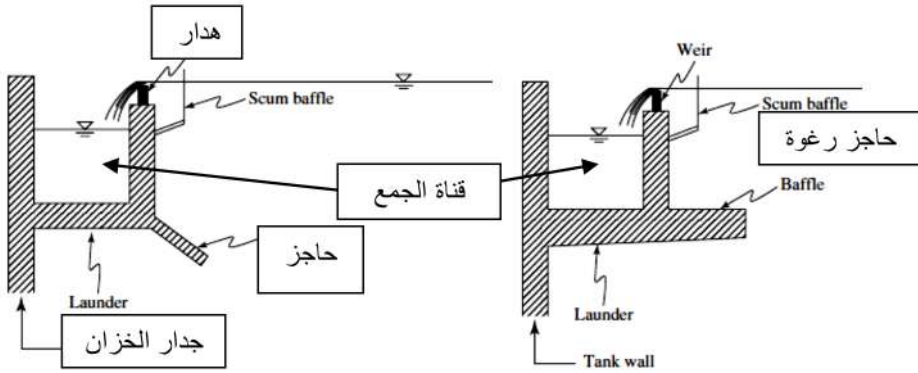 هدار
Scum baffle
قناة الجمع
حاجز
Launder
جدار الخزان
Weir
Scum baffle
حاجز رغوة
Baffle
Launder
Tank wall